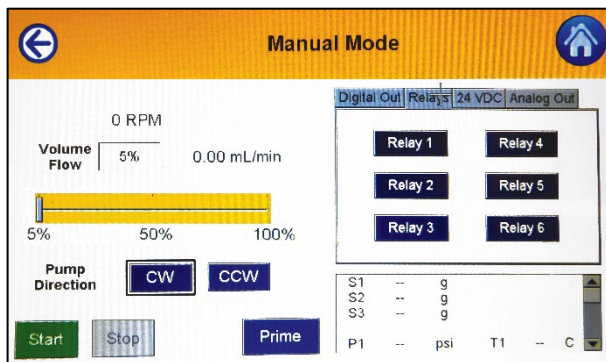 Manual Mode
0 RPM
Volume Flow 5% 0.00 mL/min
5% 50% 100%
Pump Direction CW CCW
Start Stop Prime
Digital Out Relays 24 VDC Analog Out
Relay 1 Relay 4
Relay 2 Relay 5
Relay 3 Relay 6
S1 -- g
S2 -- g
S3 -- g
P1 -- psi T1 -- C